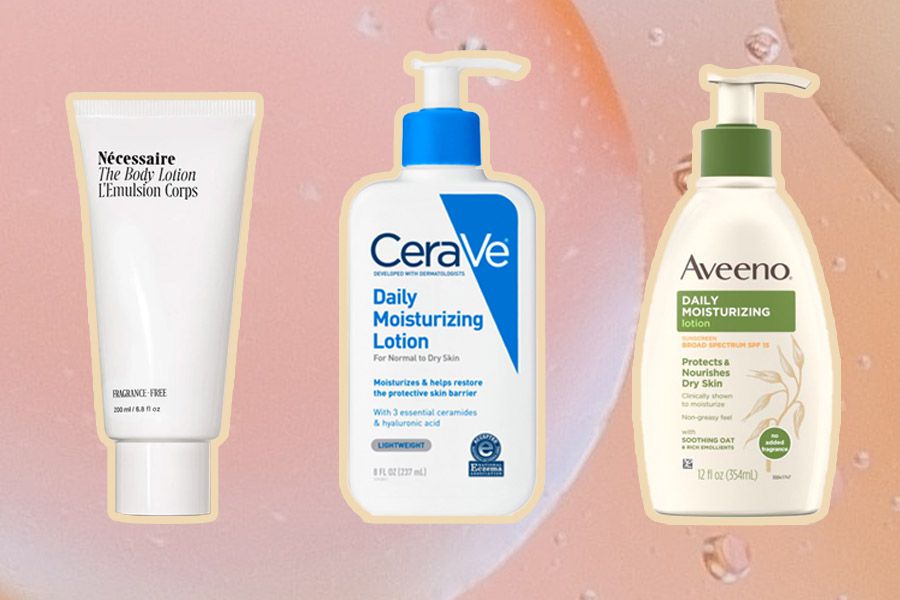 Nécessaire
The Body Lotion
L'Emulsion Corps
FRAGRANCE-FREE
200 ml / 6.8 fl oz
CeraVe
DEVELOPED WITH DERMATOLOGISTS
Daily
Moisturizing
Lotion
For Normal to Dry Skin
Moisturizes & helps restore
the protective skin barrier
With 3 essential ceramides
& hyaluronic acid
LIGHTWEIGHT
8 FL OZ (237 mL)
ACCEPTED
e
NATIONAL
Eczema
ASSOCIATION
Aveeno
DAILY
MOISTURIZING
lotion
SUNSCREEN
BROAD SPECTRUM SPF 15
Protects &
Nourishes
Dry Skin
Clinically shown
to moisturize
Non-greasy feel
with
SOOTHING OAT
& RICH EMOLLIENTS
no
added
fragrance
12 fl oz (354mL)